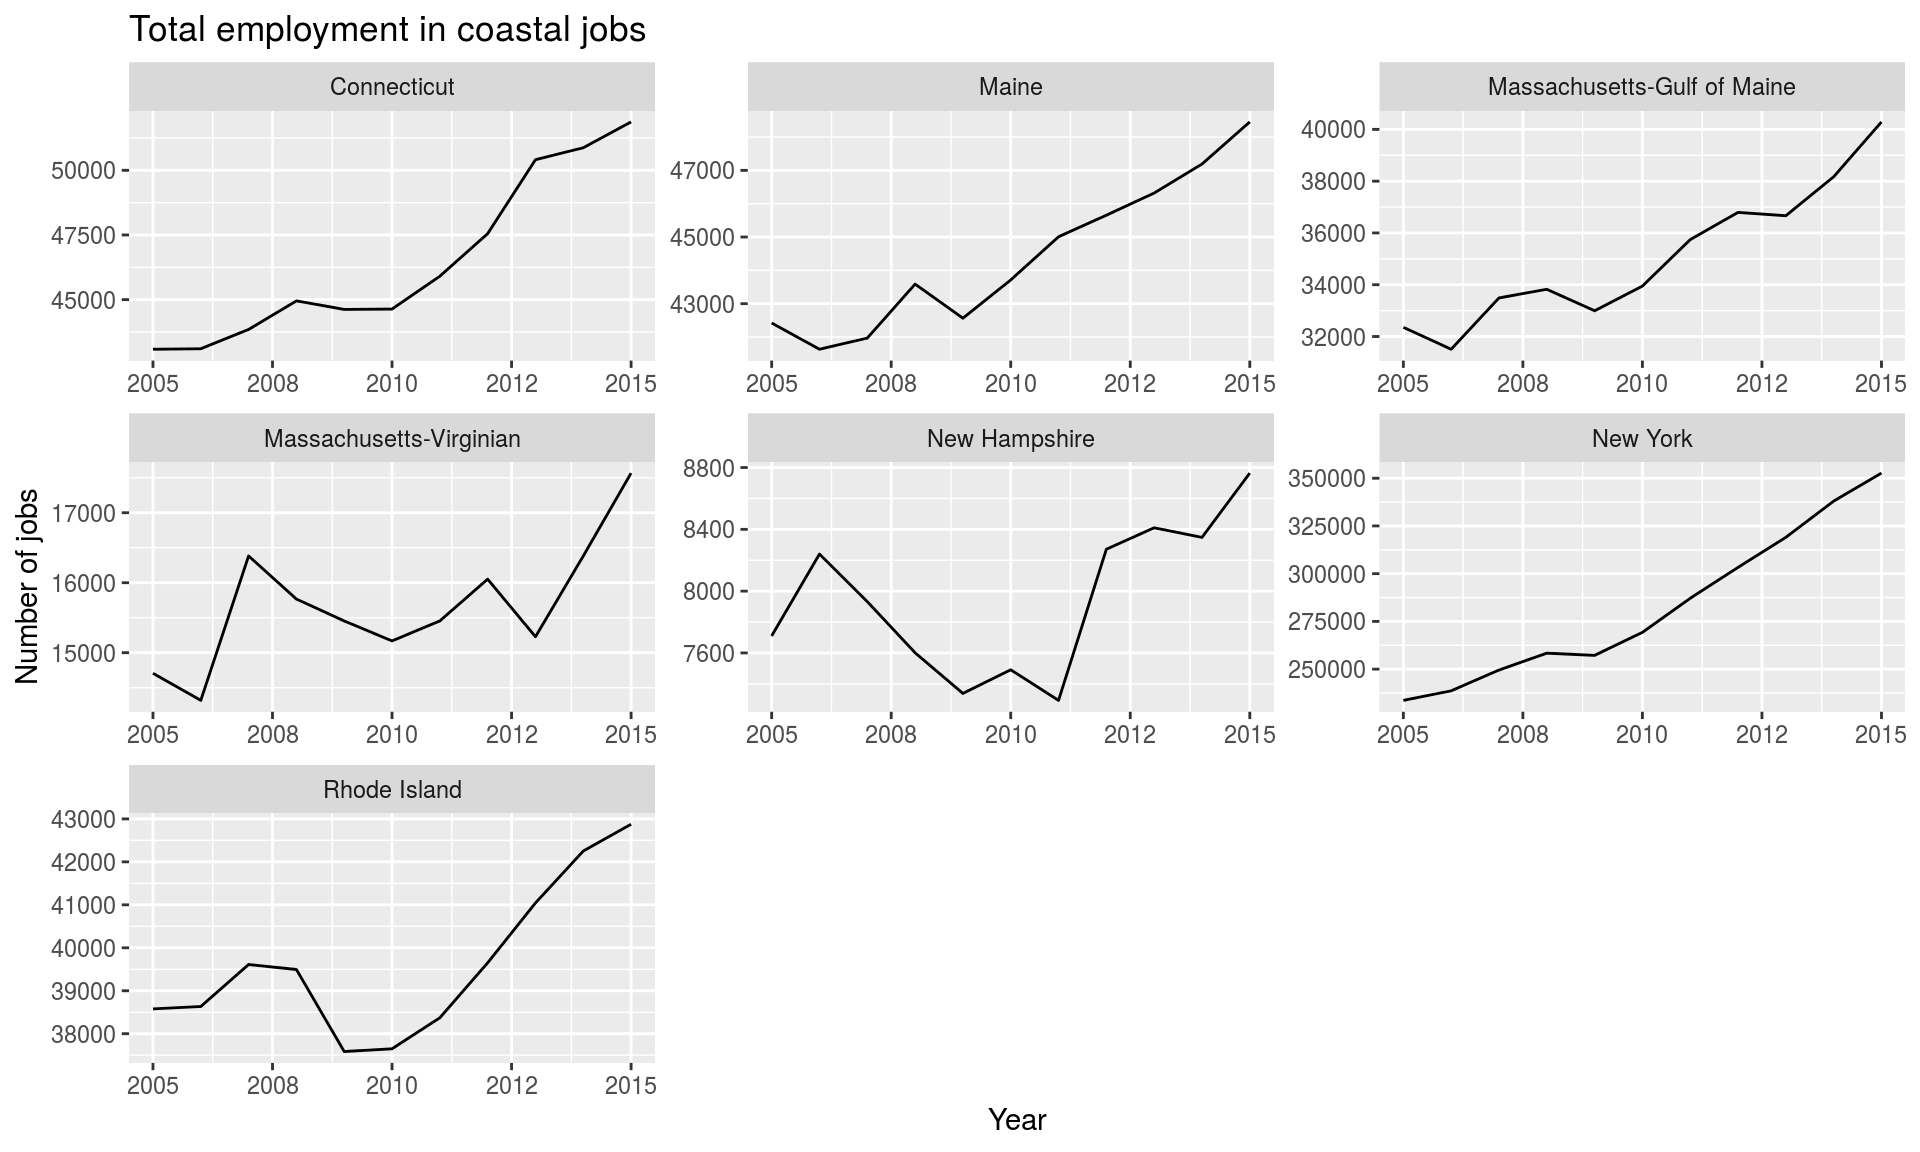 Total employment in coastal jobs
Connecticut
Maine
Massachusetts-Gulf of Maine
50000
47500
45000
2005 2008 2010 2012 2015
47000
45000
43000
2005 2008 2010 2012 2015
40000
38000
36000
34000
32000
2005 2008 2010 2012 2015
Number of jobs
Massachusetts-Virginian
New Hampshire
New York
17000
16000
15000
2005 2008 2010 2012 2015
8800
8400
8000
7600
2005 2008 2010 2012 2015
350000
325000
300000
275000
250000
2005 2008 2010 2012 2015
Rhode Island
43000
42000
41000
40000
39000
38000
2005 2008 2010 2012 2015
Year